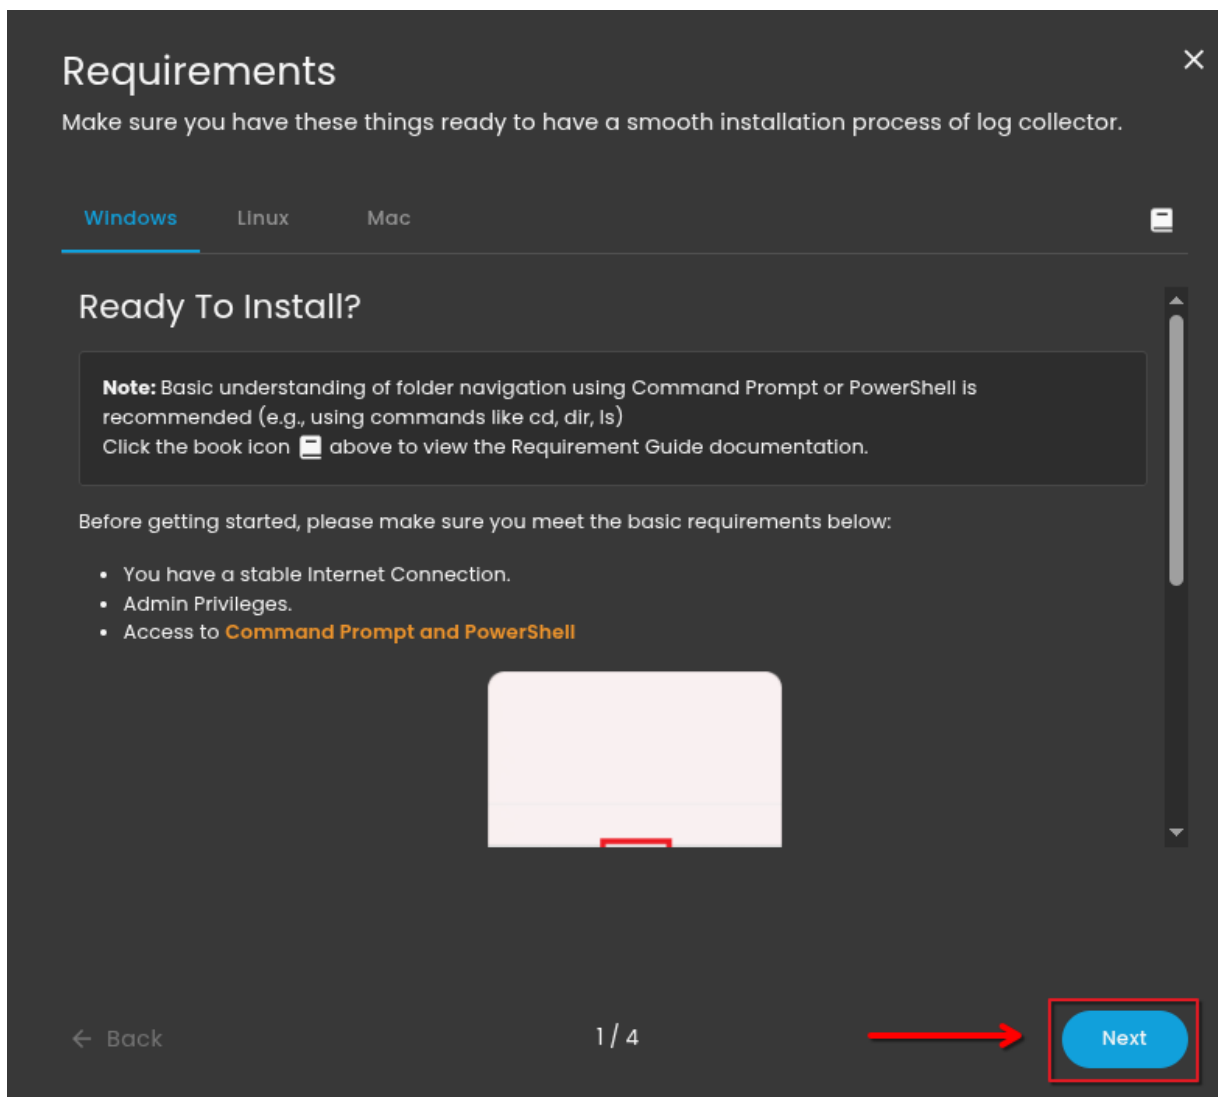 Requirements
Make sure you have these things ready to have a smooth installation process of log collector.
Windows Linux Mac
Ready To Install?
Note: Basic understanding of folder navigation using Command Prompt or PowerShell is
recommended (e.g., using commands like cd, dir, ls)
Click the book icon above to view the Requirement Guide documentation.
Before getting started, please make sure you meet the basic requirements below:
• You have a stable Internet Connection.
• Admin Privileges.
• Access to Command Prompt and PowerShell
← Back 1 / 4 Next